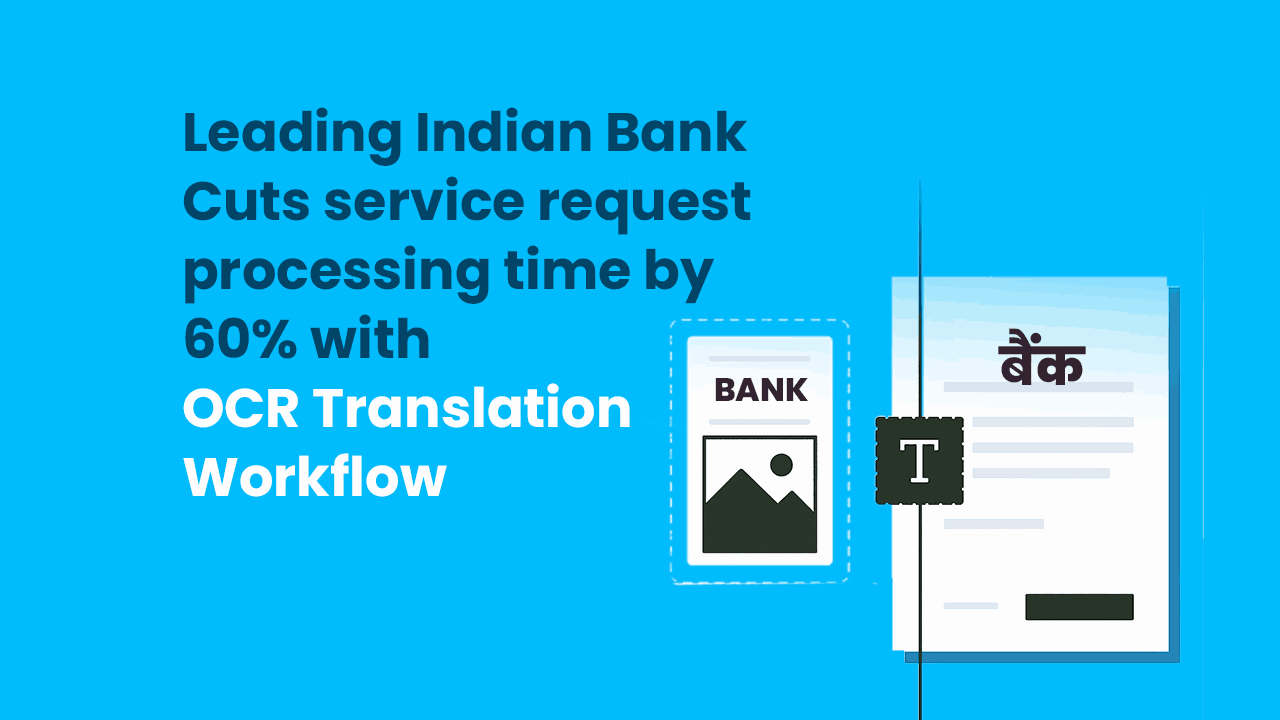 Leading Indian Bank
Cuts service request
processing time by
60% with
OCR Translation
Workflow
BANK
बैंक
T